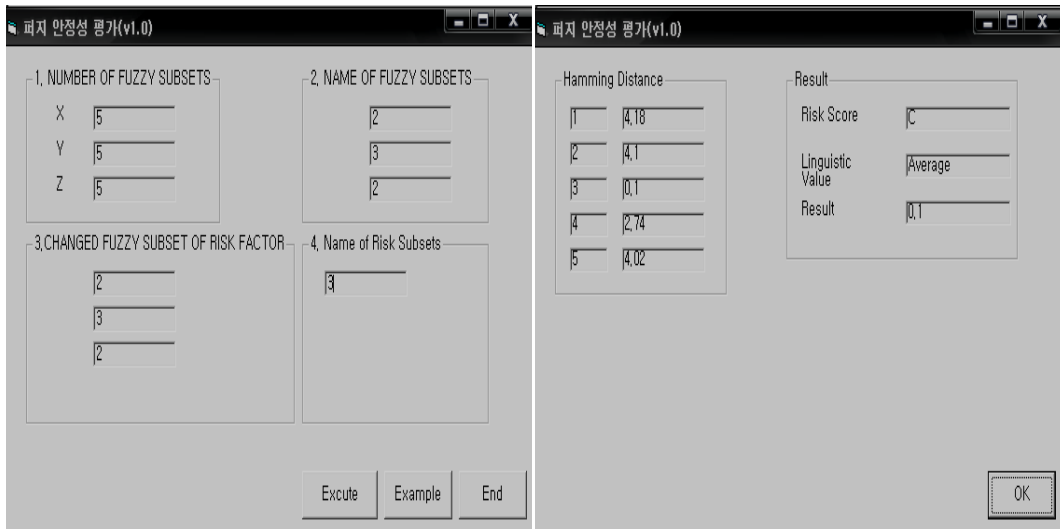 퍼지 안정성 평가(v1.0)
1, NUMBER OF FUZZY SUBSETS
X 5
Y 5
Z 5
2, NAME OF FUZZY SUBSETS
2
3
2
3,CHANGED FUZZY SUBSET OF RISK FACTOR
2
3
2
4, Name of Risk Subsets
3
Excute Example End
퍼지 안정성 평가(v1.0)
Hamming Distance
1 4,18
2 4,1
3 0,1
4 2,74
5 4,02
Result
Risk Score C
Linguistic
Value Average
Result 0,1
OK